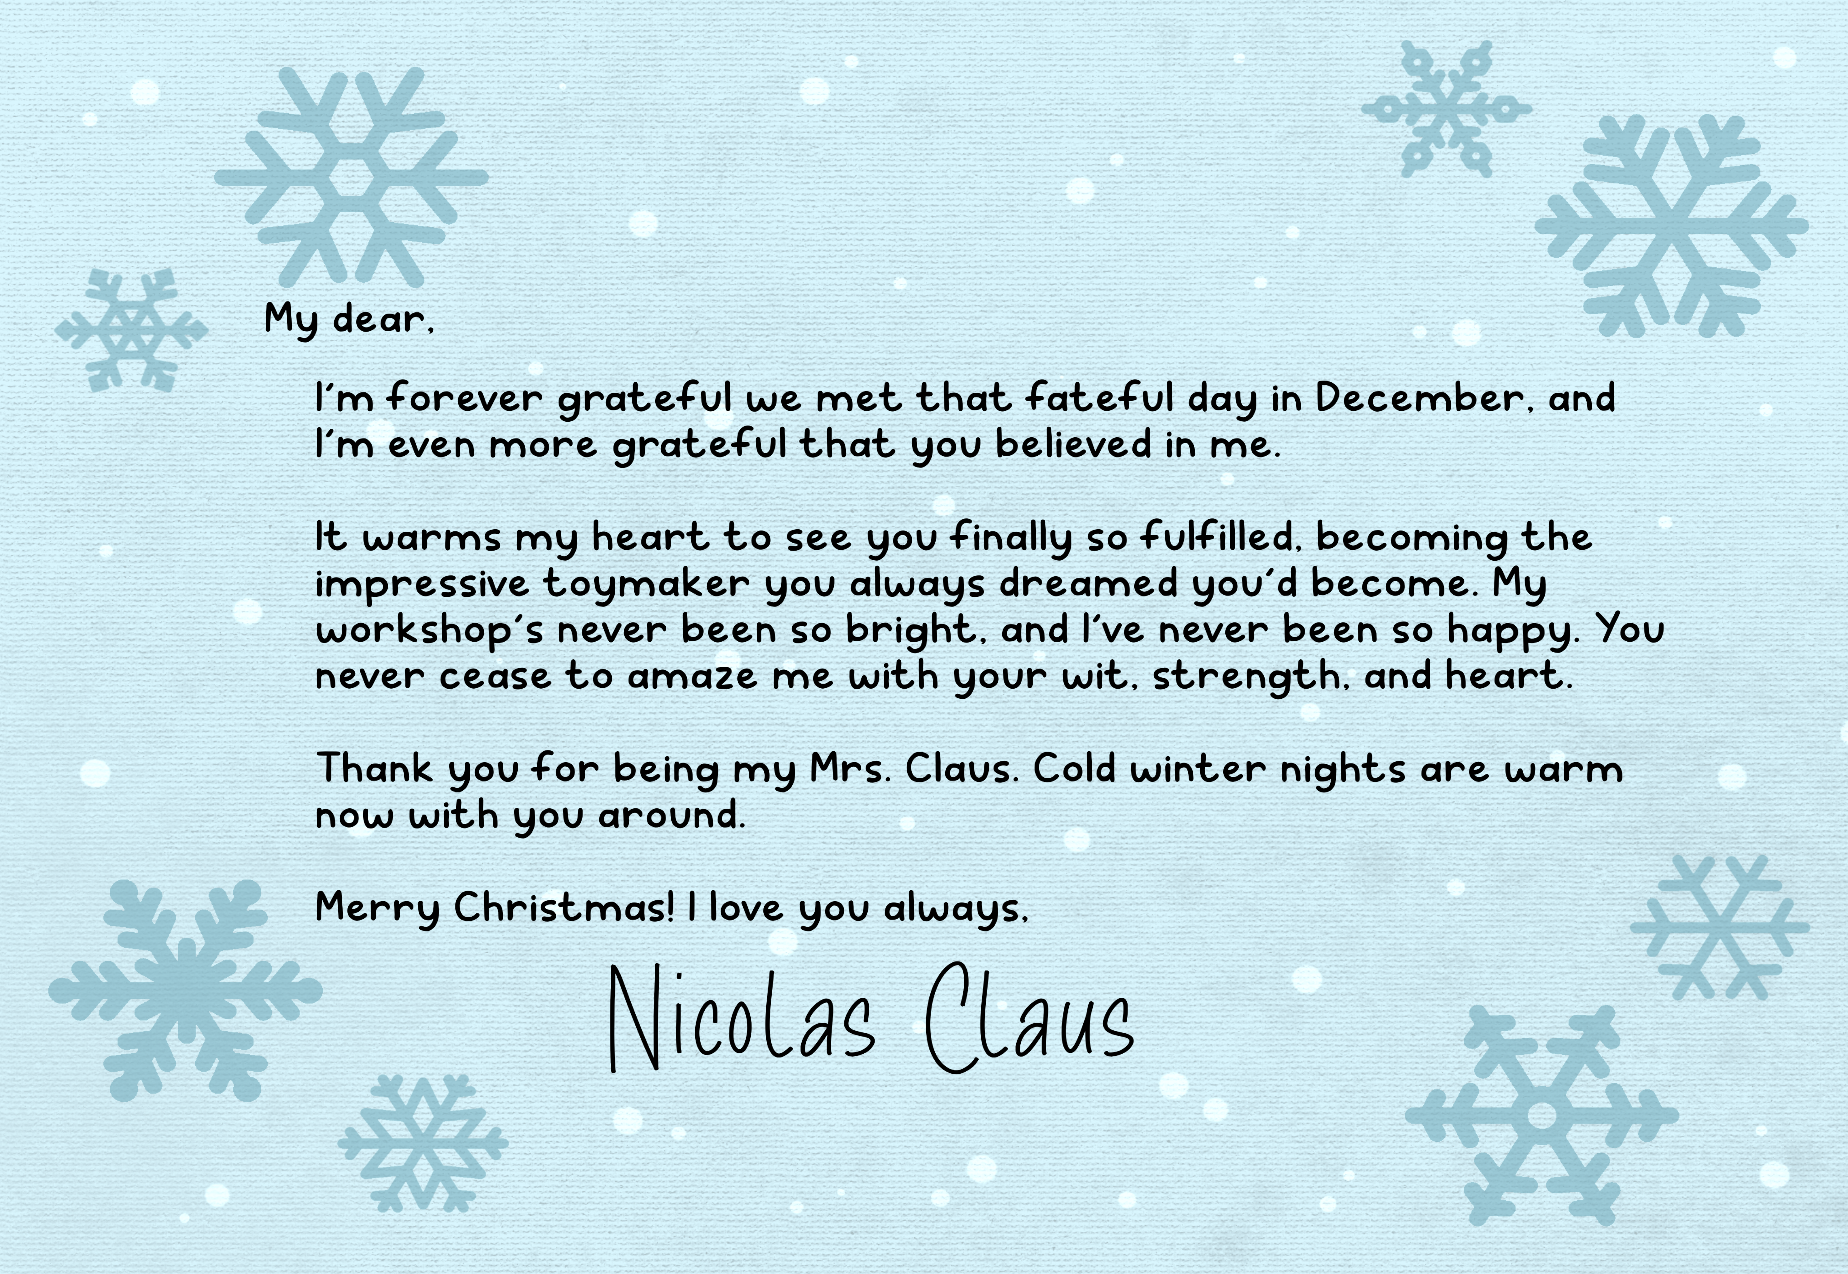 My dear,
I'm forever grateful we met that fateful day in December, and
I'm even more grateful that you believed in me.
It warms my heart to see you finally so fulfilled, becoming the
impressive toymaker you always dreamed you'd become. My
workshop's never been so bright, and I've never been so happy. You
never cease to amaze me with your wit, strength, and heart.
Thank you for being my Mrs. Claus. Cold winter nights are warm
now with you around.
Merry Christmas! I love you always,
Nicolas Claus